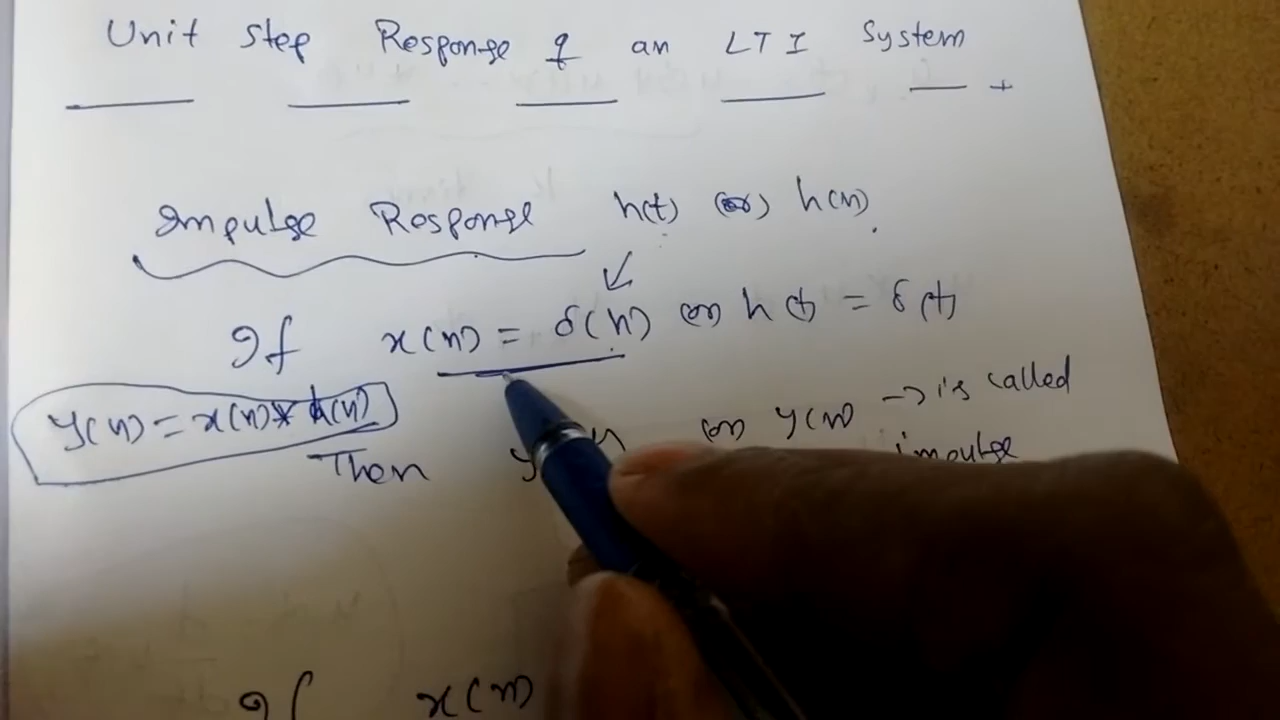 Unit Step Response of an LTI System
Impulse Response h(t) (or) h(n).
If x(n) = δ(n) (or) h(t) = δ(t)
y(n) = x(n) * h(n)
Then (or) y(n) → is called
impulse
If x(n)